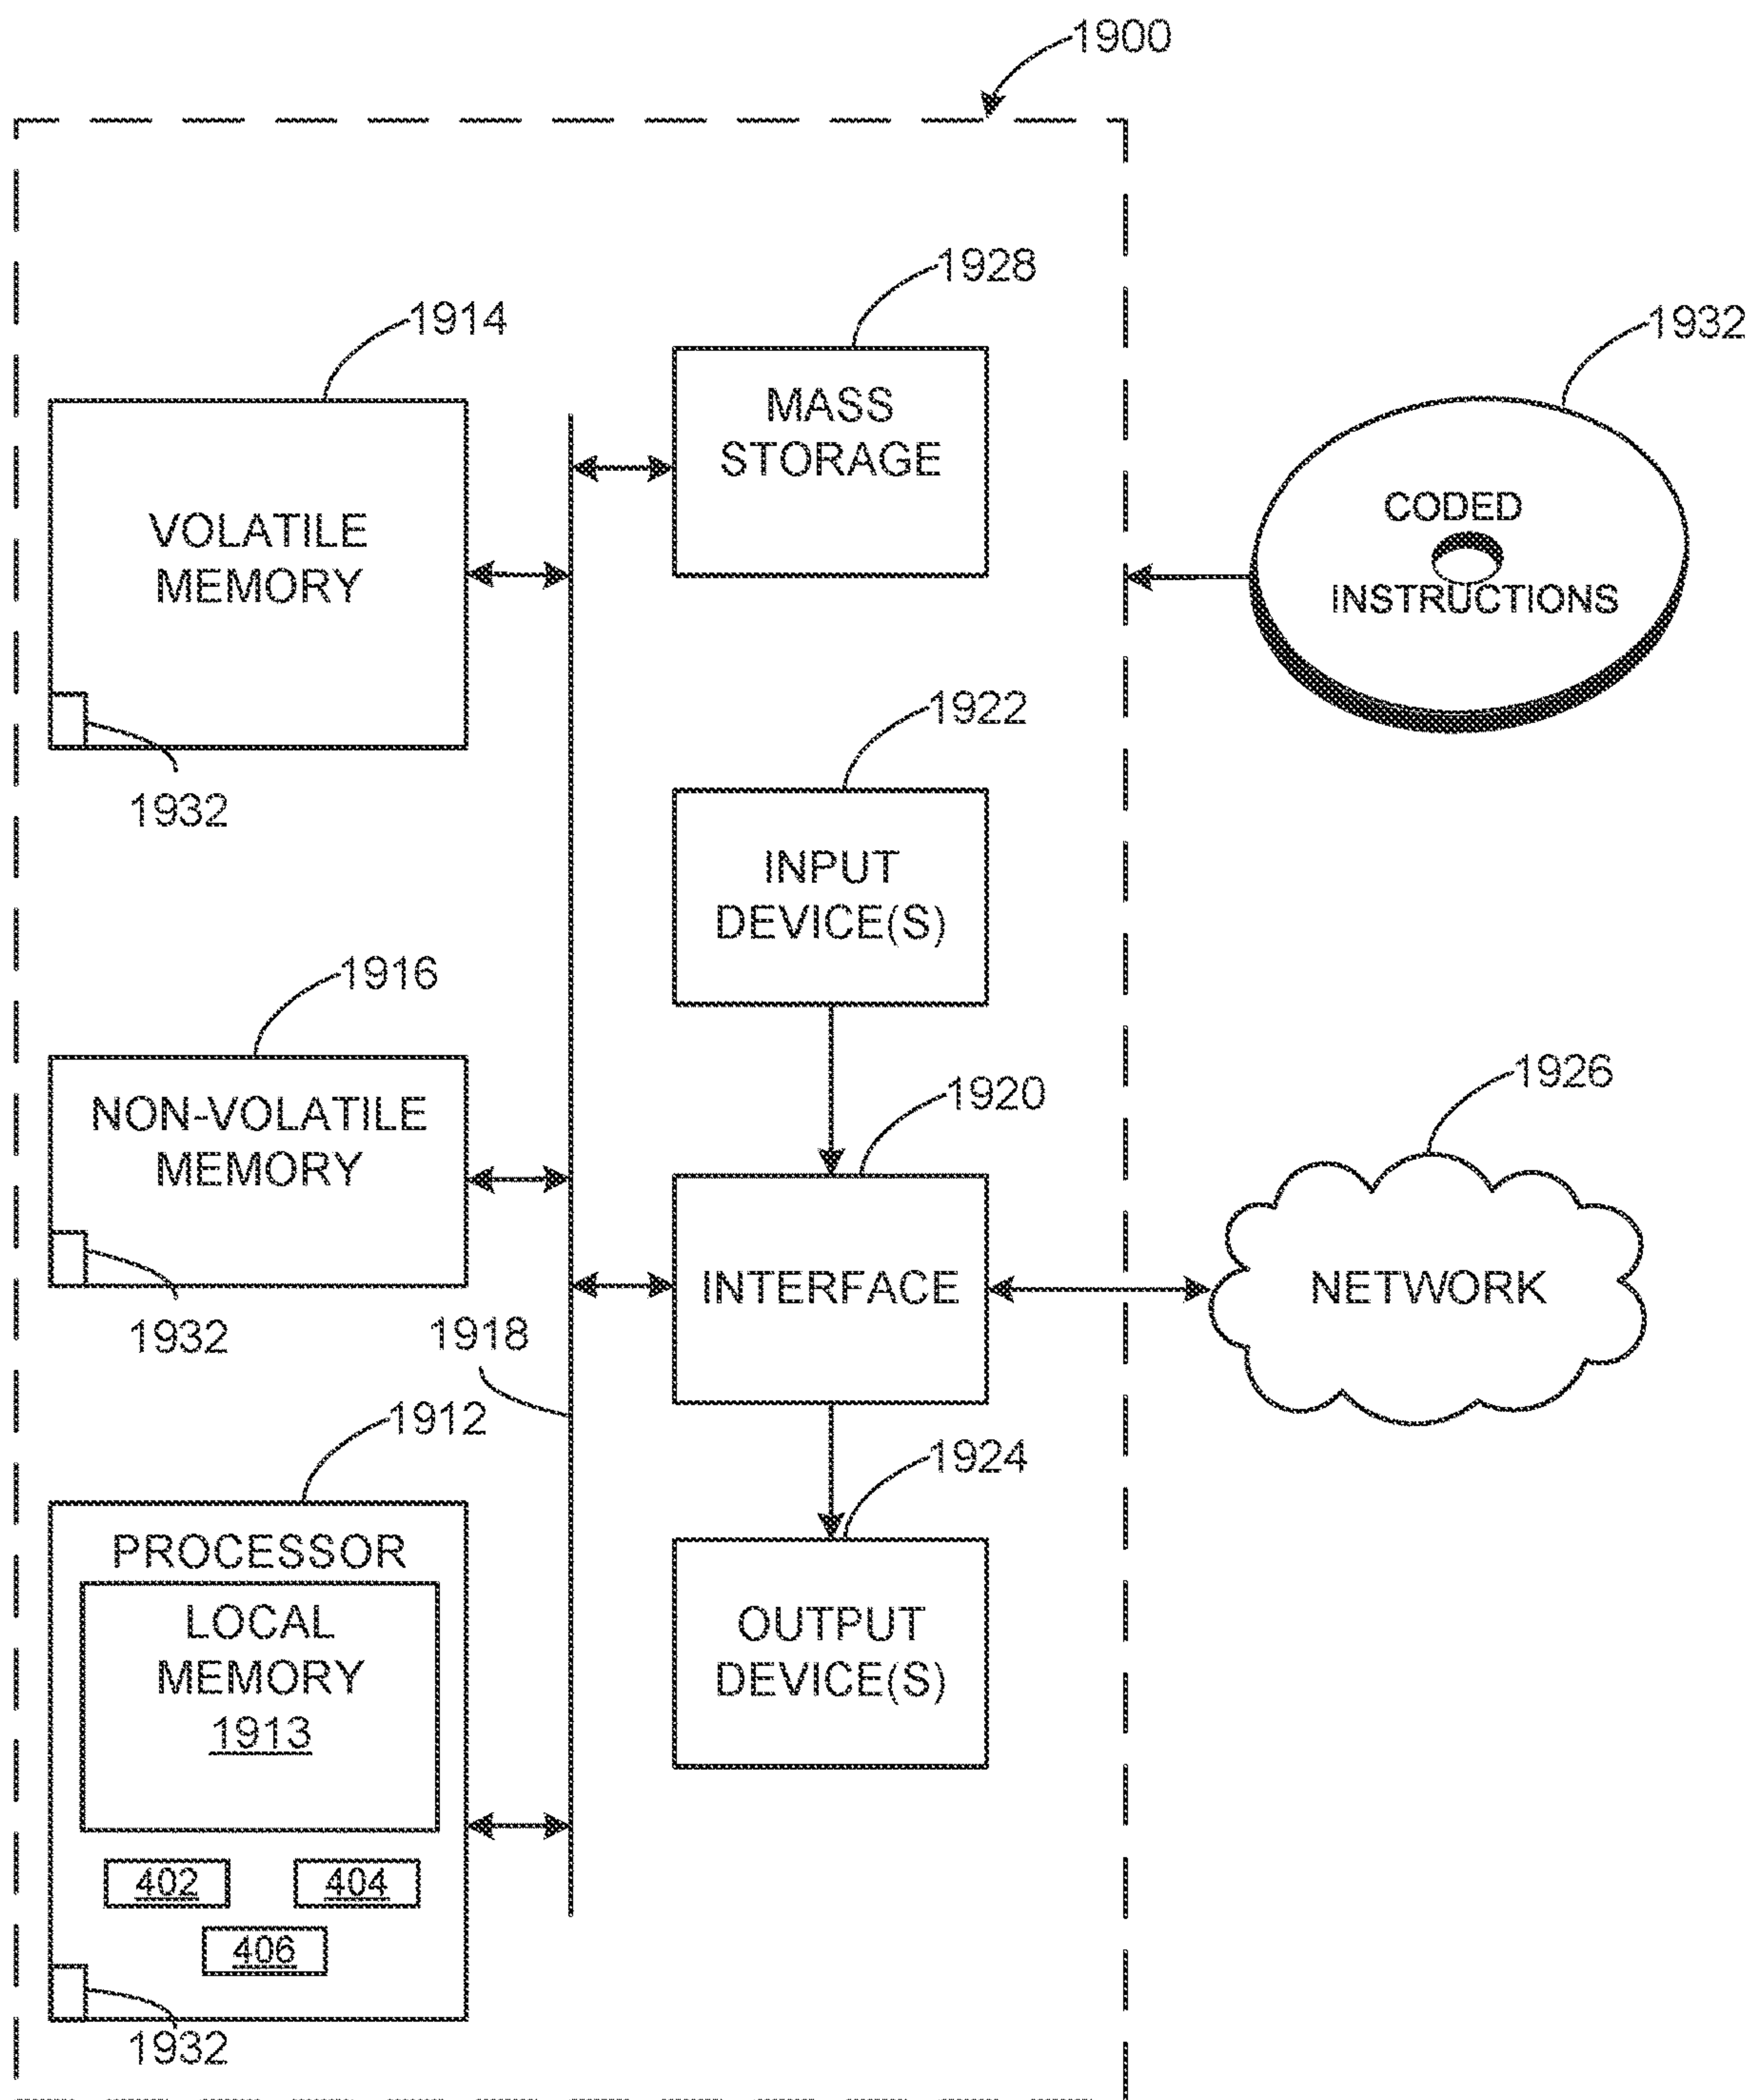 1900
1928
1914
1932
MASS
STORAGE
VOLATILE
MEMORY
CODED
INSTRUCTIONS
1932
1922
INPUT
DEVICE(S)
1916
1920
1926
NON-VOLATILE
MEMORY
INTERFACE
NETWORK
1932
1918
1912
1924
PROCESSOR
LOCAL
MEMORY
1913
OUTPUT
DEVICE(S)
402
404
406
1932